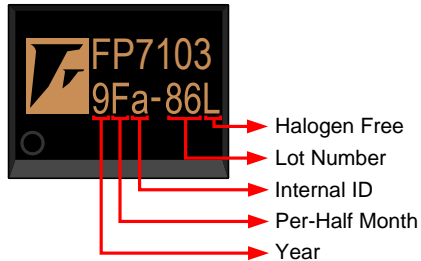 FP7103
9Fa-86L
Halogen Free
Lot Number
Internal ID
Per-Half Month
Year